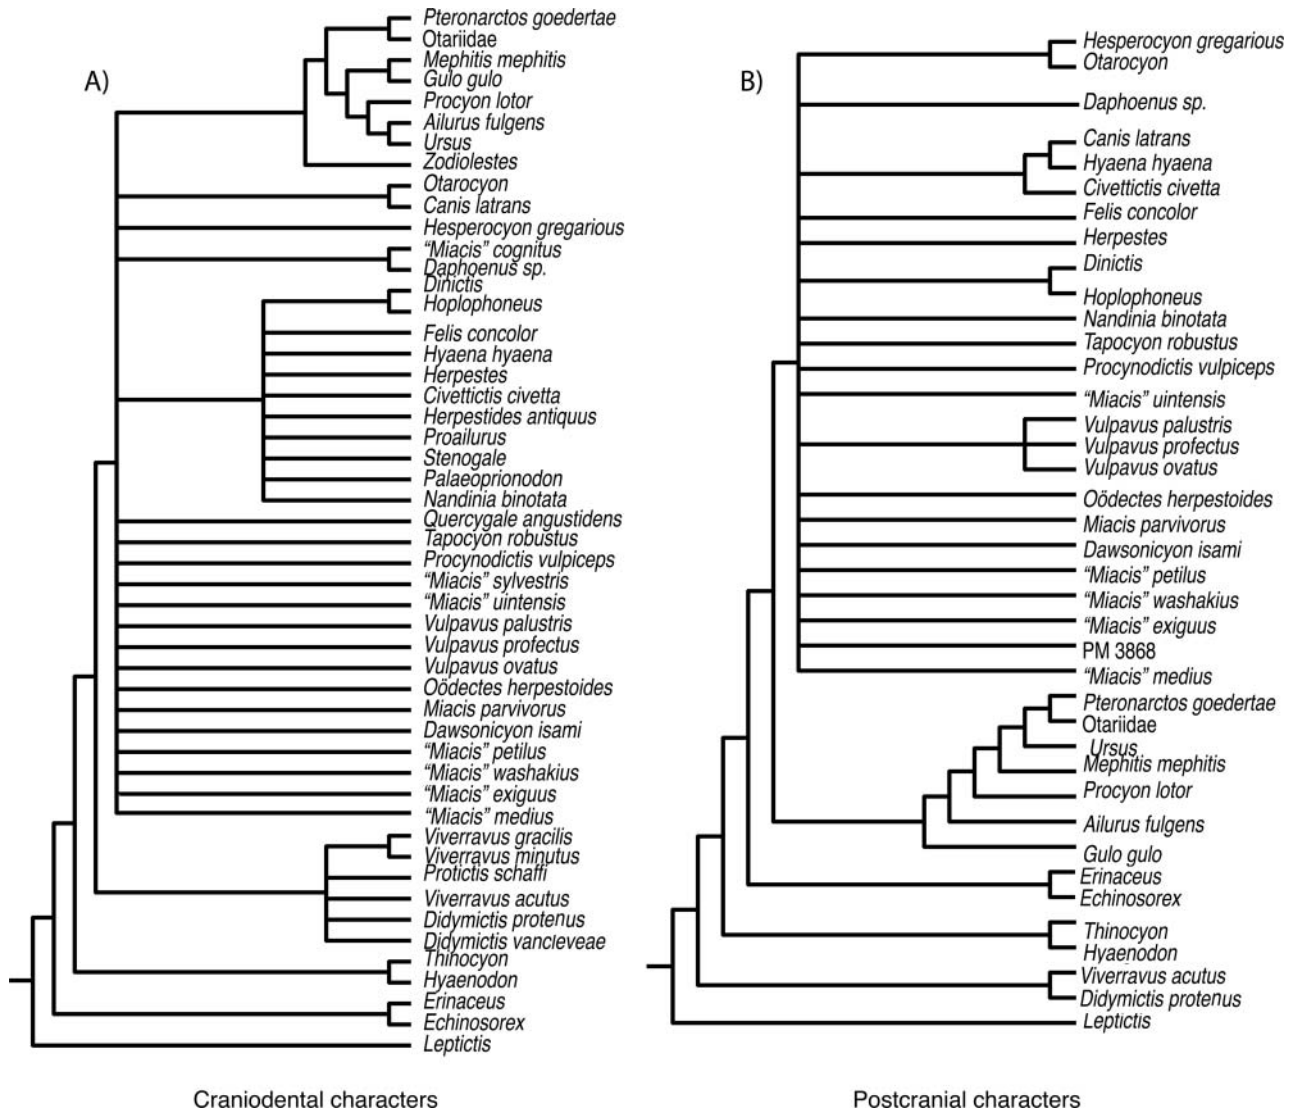 A)
Pteronarctos goedertae
Otariidae
Mephitis mephitis
Gulo gulo
Procyon lotor
Ailurus fulgens
Ursus
Zodiolestes
Otarocyon
Canis latrans
Hesperocyon gregarious
“Miacis” cognitus
Daphoenus sp.
Dinictis
Hoplophoneus
Felis concolor
Hyaena hyaena
Herpestes
Civettictis civetta
Herpestides antiquus
Proailurus
Stenogale
Palaeoprionodon
Nandinia binotata
Quercygale angustidens
Tapocyon robustus
Procynodictis vulpiceps
“Miacis” sylvestris
“Miacis” uintensis
Vulpavus palustris
Vulpavus profectus
Vulpavus ovatus
Oödectes herpestoides
Miacis parvivorus
Dawsonicyon isami
“Miacis” petilus
“Miacis” washakius
“Miacis” exiguus
“Miacis” medius
Viverravus gracilis
Viverravus minutus
Protictis schaffi
Viverravus acutus
Didymictis protenus
Didymictis vancleveae
Thinocyon
Hyaenodon
Erinaceus
Echinosorex
Leptictis
Craniodental characters
B)
Hesperocyon gregarious
Otarocyon
Daphoenus sp.
Canis latrans
Hyaena hyaena
Civettictis civetta
Felis concolor
Herpestes
Dinictis
Hoplophoneus
Nandinia binotata
Tapocyon robustus
Procynodictis vulpiceps
“Miacis” uintensis
Vulpavus palustris
Vulpavus profectus
Vulpavus ovatus
Oödectes herpestoides
Miacis parvivorus
Dawsonicyon isami
“Miacis” petilus
“Miacis” washakius
“Miacis” exiguus
PM 3868
“Miacis” medius
Pteronarctos goedertae
Otariidae
Ursus
Mephitis mephitis
Procyon lotor
Ailurus fulgens
Gulo gulo
Erinaceus
Echinosorex
Thinocyon
Hyaenodon
Viverravus acutus
Didymictis protenus
Leptictis
Postcranial characters